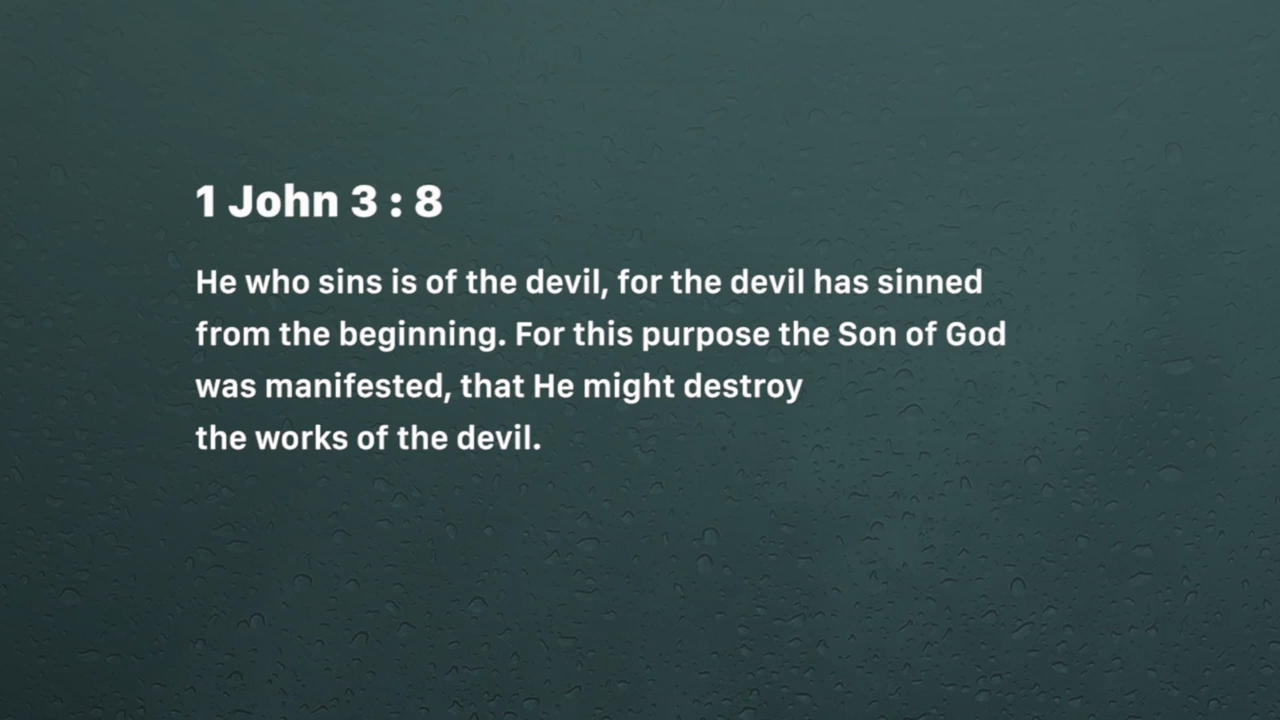 1 John 3 : 8
He who sins is of the devil, for the devil has sinned
from the beginning. For this purpose the Son of God
was manifested, that He might destroy
the works of the devil.